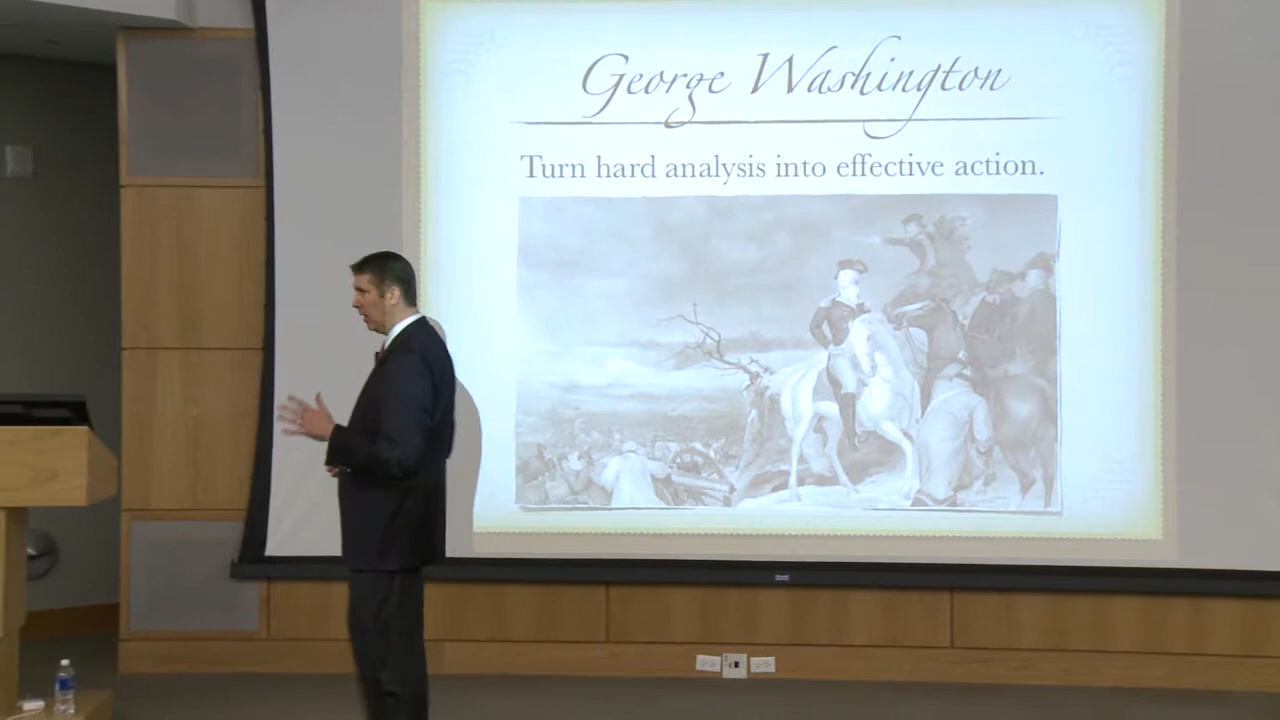 George Washington
Turn hard analysis into effective action.